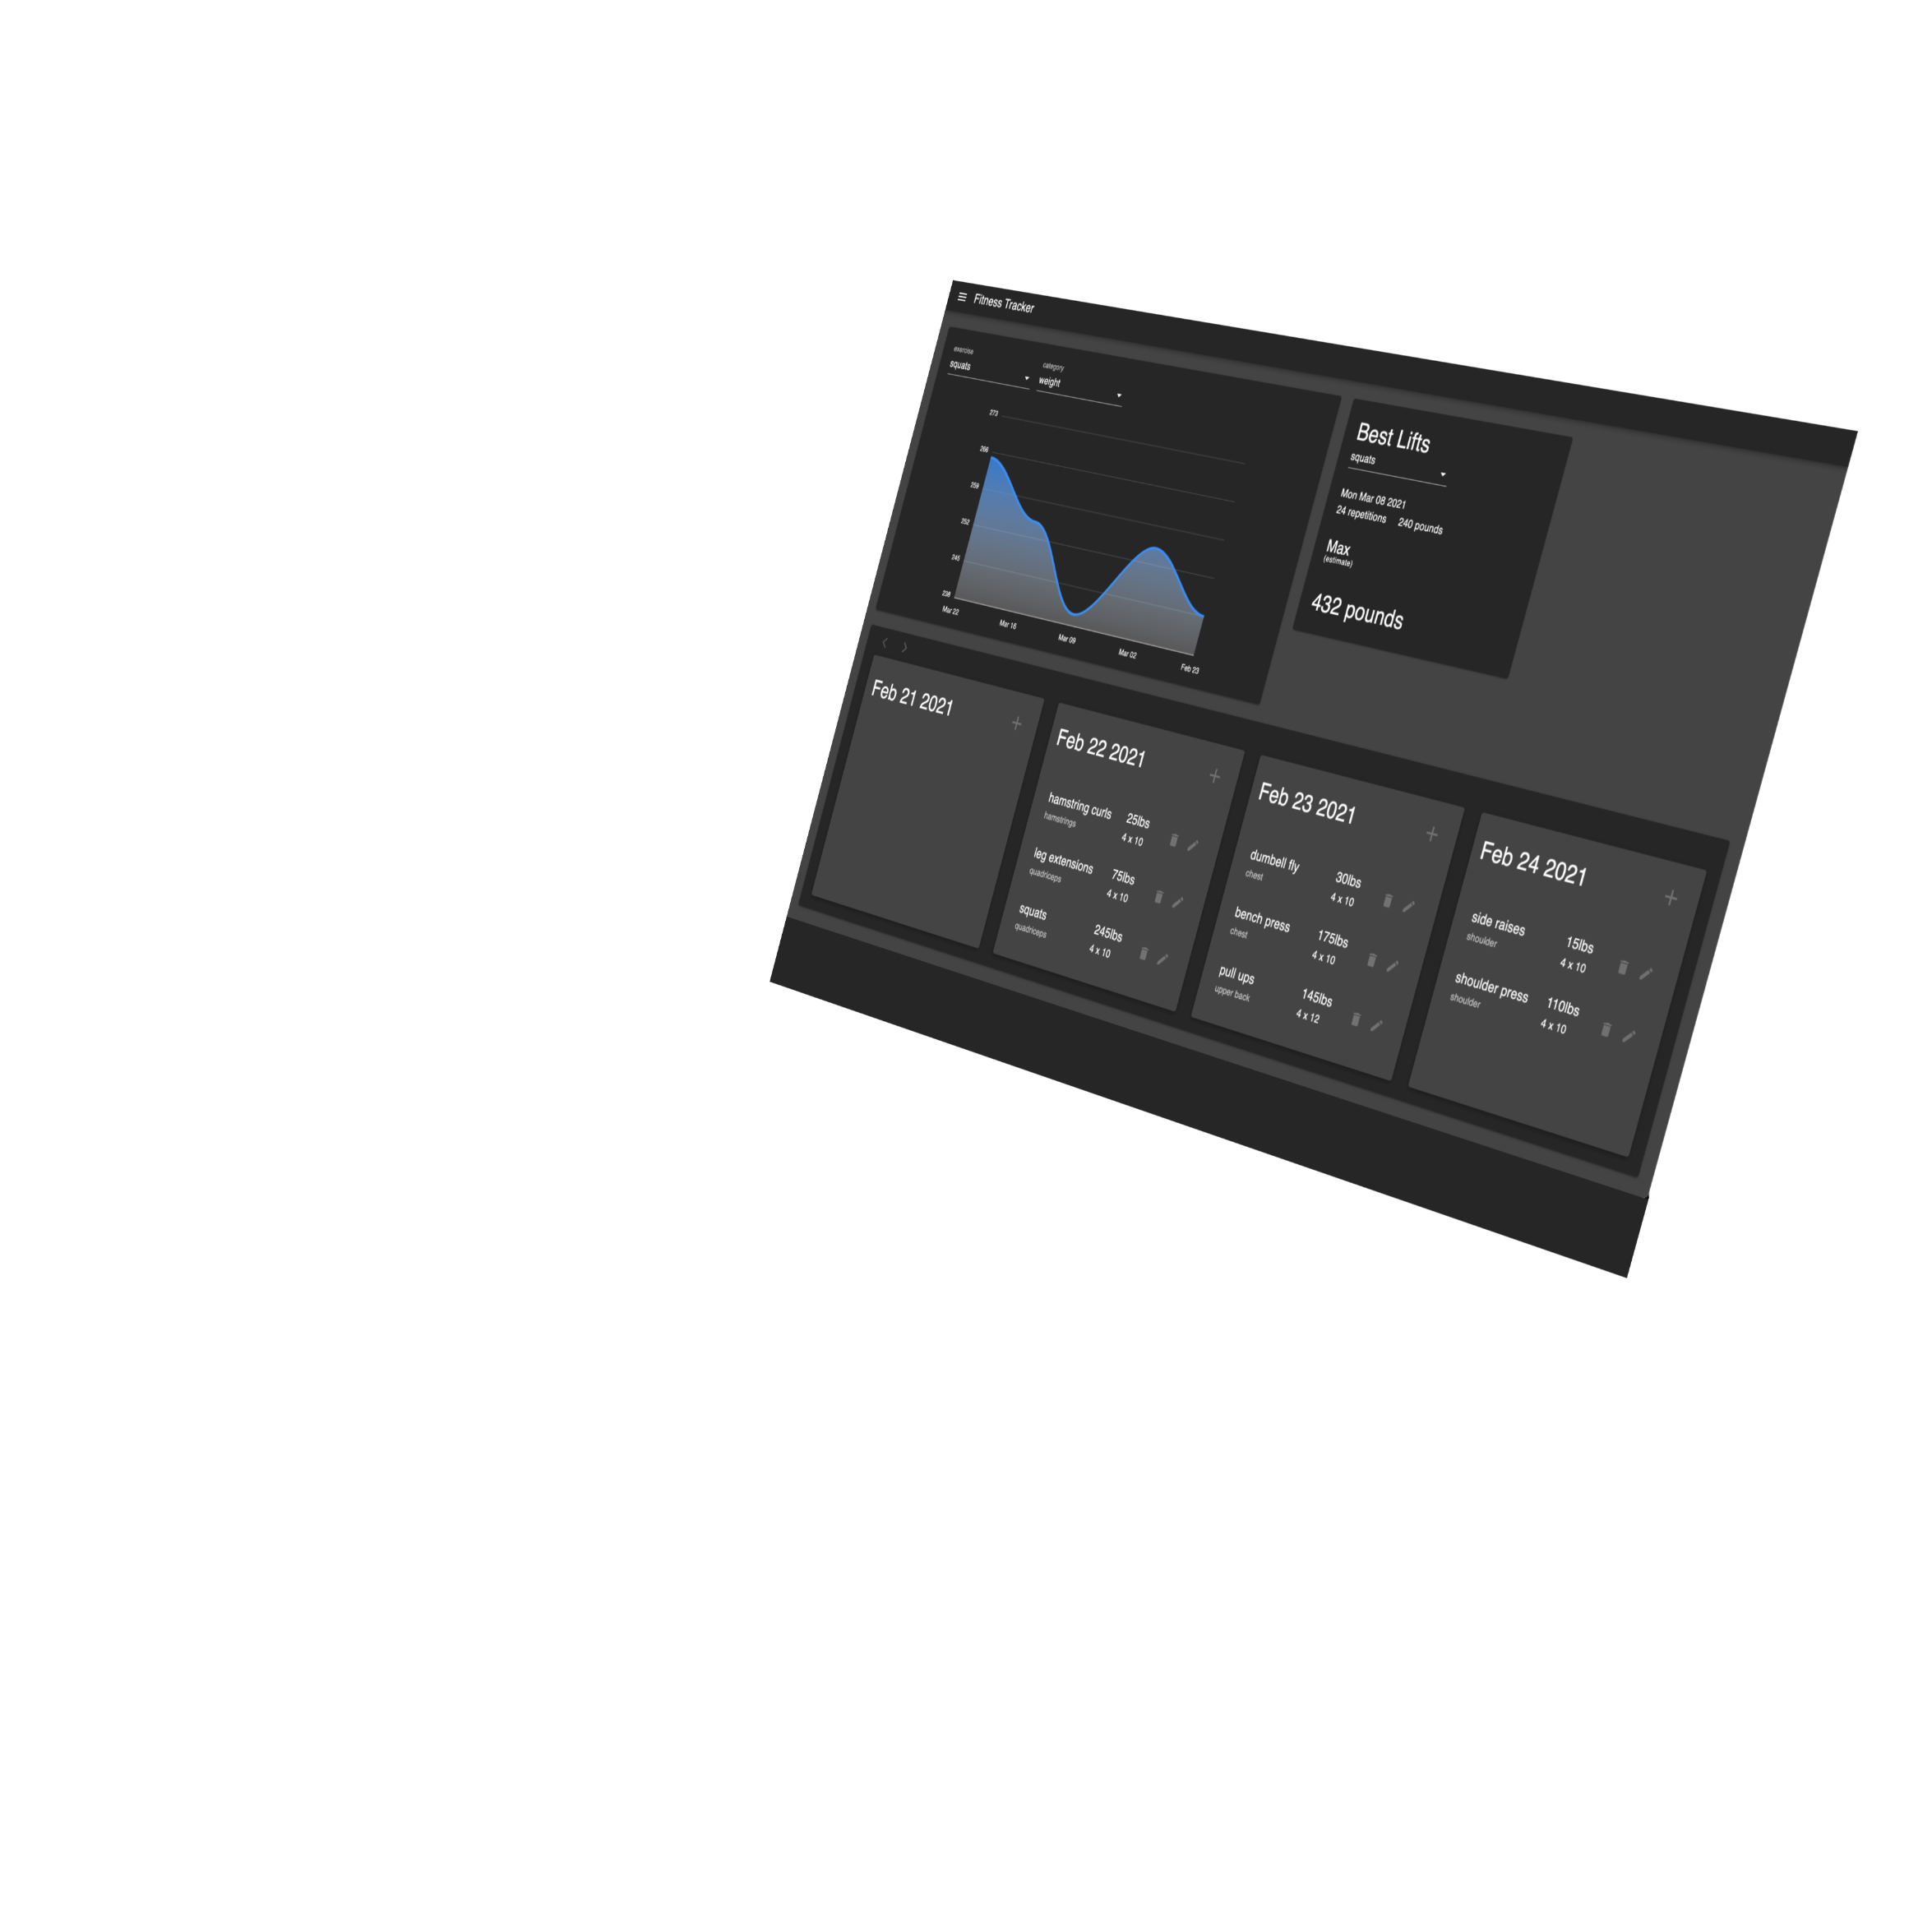 Fitness Tracker
exercise
squats
category
weight
273
266
259
252
245
238
Mar 22
Mar 16
Mar 09
Mar 02
Feb 23
Best Lifts
squats
Mon Mar 08 2021
24 repetitions 240 pounds
Max
(estimate)
432 pounds
Feb 21 2021
Feb 22 2021
hamstring curls 25lbs
hamstrings 4 x 10
leg extensions 75lbs
quadriceps 4 x 10
squats 245lbs
quadriceps 4 x 10
Feb 23 2021
dumbell fly 30lbs
chest 4 x 10
bench press 175lbs
chest 4 x 10
pull ups 145lbs
upper back 4 x 12
Feb 24 2021
side raises 15lbs
shoulder 4 x 10
shoulder press 110lbs
shoulder 4 x 10